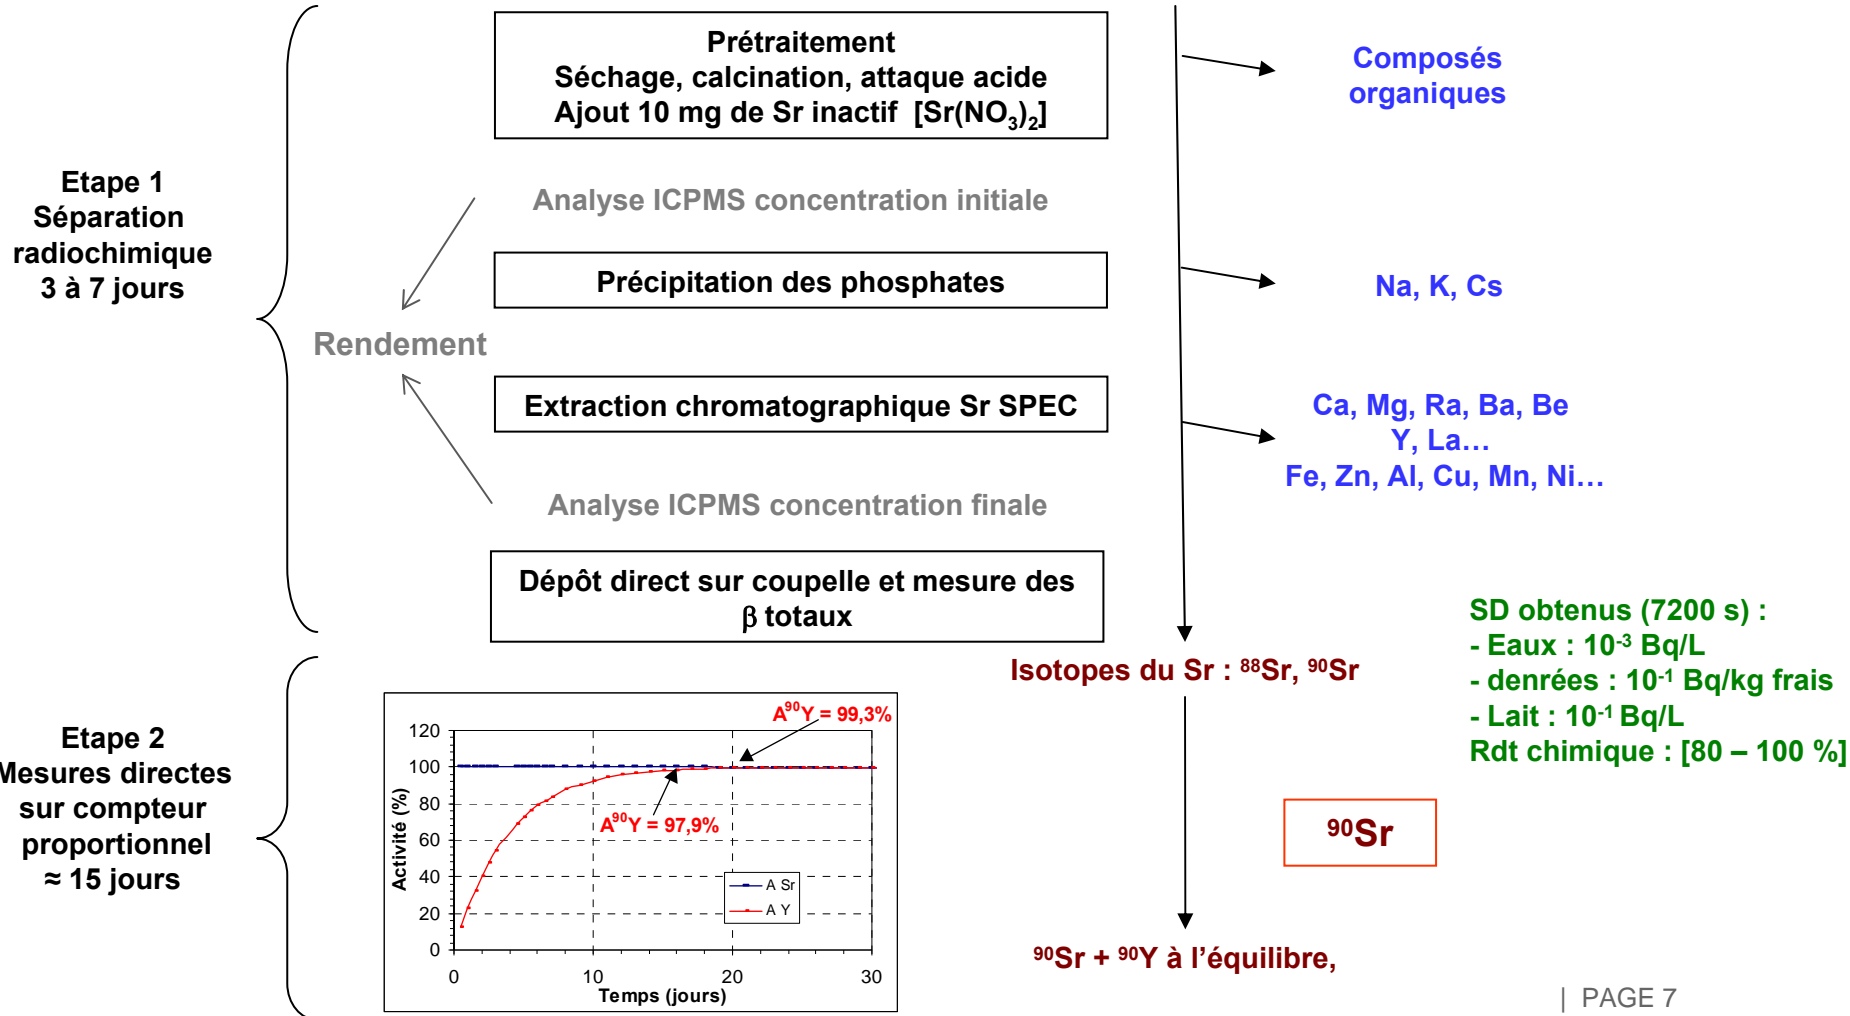 Prétraitement
Séchage, calcination, attaque acide
Ajout 10 mg de Sr inactif [Sr(NO₃)₂]
Composés
organiques
Etape 1
Séparation
radiochimique
3 à 7 jours
Analyse ICPMS concentration initiale
Précipitation des phosphates
Na, K, Cs
Rendement
Extraction chromatographique Sr SPEC
Ca, Mg, Ra, Ba, Be
Y, La…
Fe, Zn, Al, Cu, Mn, Ni…
Analyse ICPMS concentration finale
Dépôt direct sur coupelle et mesure des
β totaux
Isotopes du Sr : ⁸⁸Sr, ⁹⁰Sr
SD obtenus (7200 s) :
- Eaux : 10⁻³ Bq/L
- denrées : 10⁻¹ Bq/kg frais
- Lait : 10⁻¹ Bq/L
Rdt chimique : [80 – 100 %]
Etape 2
Mesures directes
sur compteur
proportionnel
≈ 15 jours
A⁹⁰Y = 99,3%
A⁹⁰Y = 97,9%
Activité (%)
120
100
80
60
40
20
0
A Sr
A Y
0 10 20 30
Temps (jours)
⁹⁰Sr
⁹⁰Sr + ⁹⁰Y à l’équilibre,
| PAGE 7